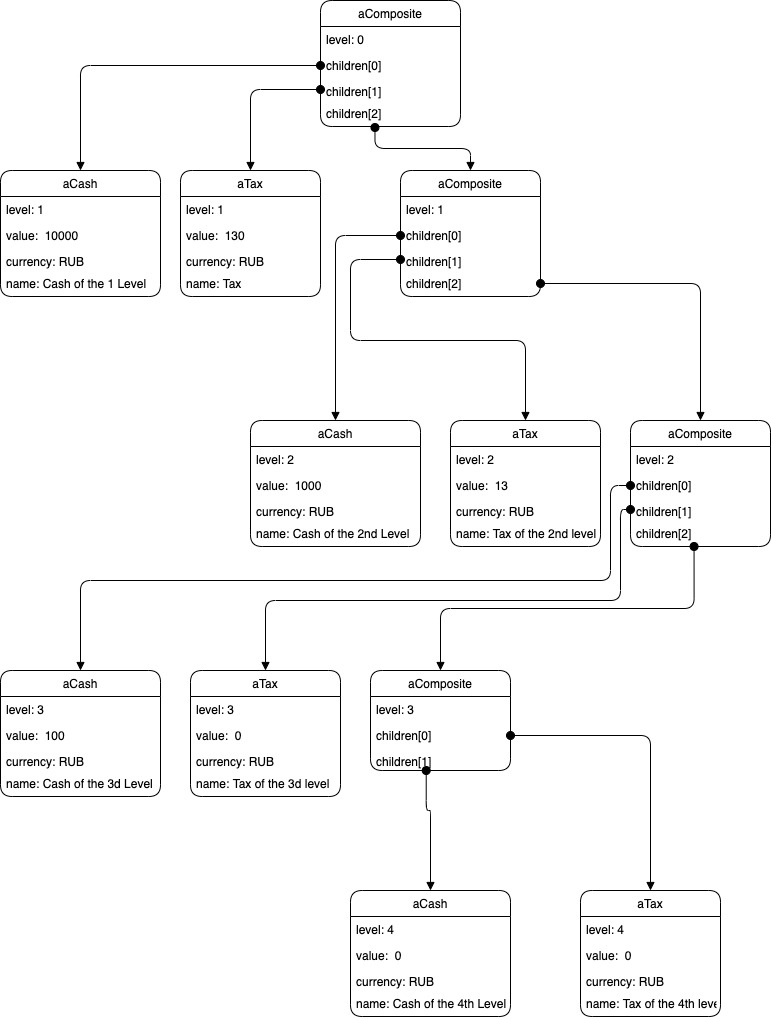 aComposite
level: 0
children[0]
children[1]
children[2]
aCash
level: 1
value:  10000
currency: RUB
name: Cash of the 1 Level
aTax
level: 1
value:  130
currency: RUB
name: Tax
aComposite
level: 1
children[0]
children[1]
children[2]
aCash
level: 2
value:  1000
currency: RUB
name: Cash of the 2nd Level
aTax
level: 2
value:  13
currency: RUB
name: Tax of the 2nd level
aComposite
level: 2
children[0]
children[1]
children[2]
aCash
level: 3
value:  100
currency: RUB
name: Cash of the 3d Level
aTax
level: 3
value:  0
currency: RUB
name: Tax of the 3d level
aComposite
level: 3
children[0]
children[1]
aCash
level: 4
value:  0
currency: RUB
name: Cash of the 4th Level
aTax
level: 4
value:  0
currency: RUB
name: Tax of the 4th leve